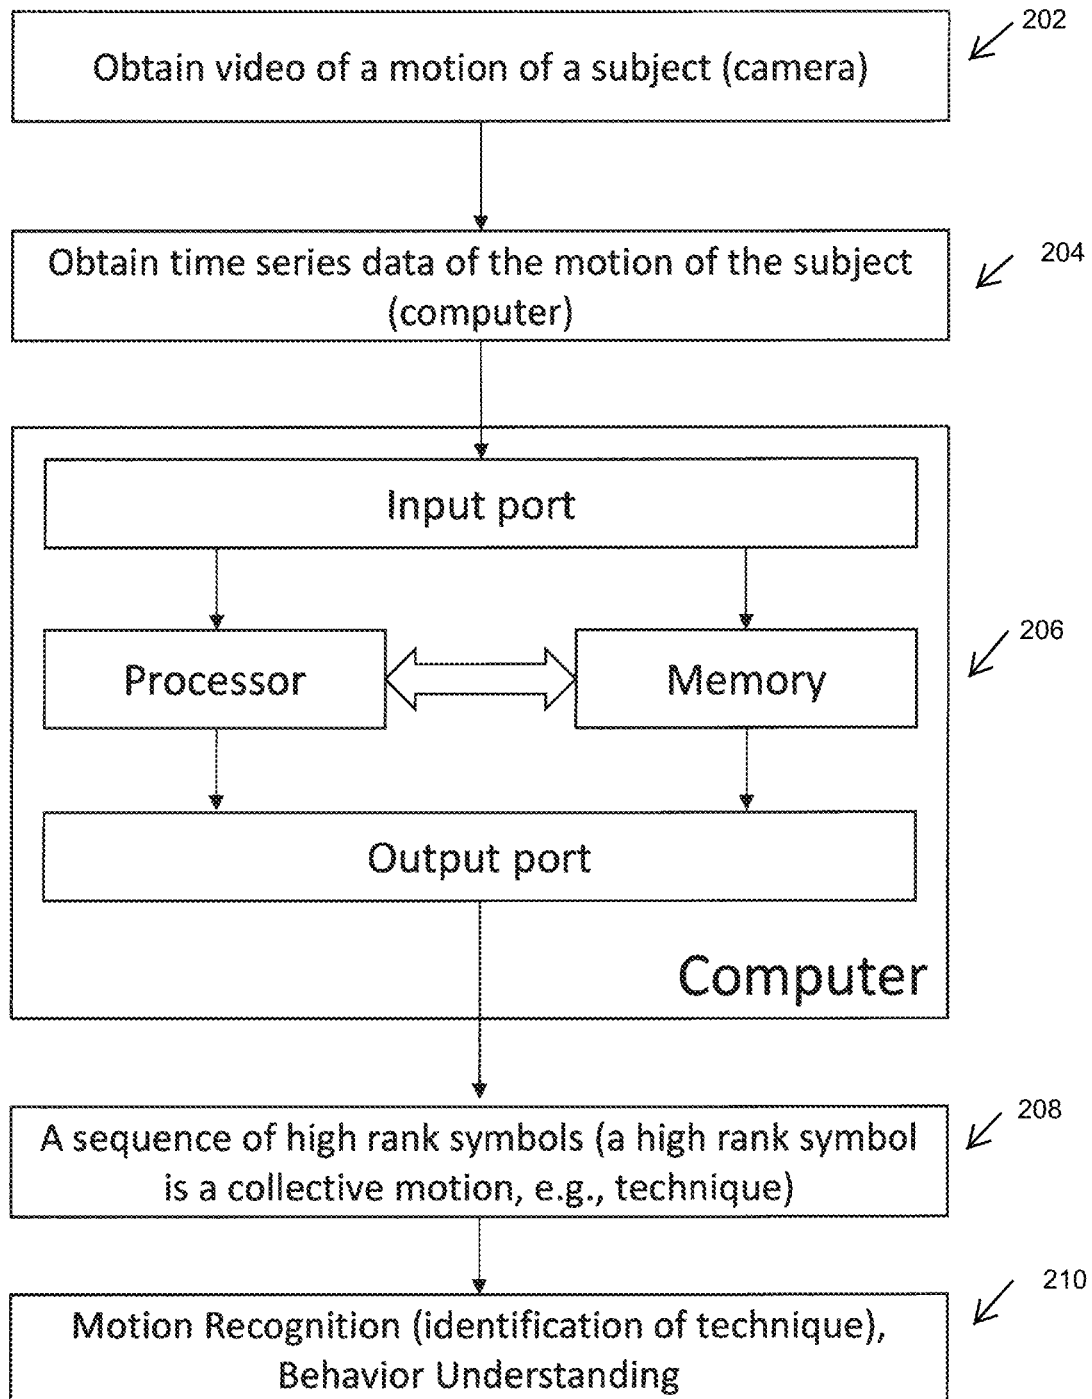 202
Obtain video of a motion of a subject (camera)
204
Obtain time series data of the motion of the subject
(computer)
Input port
206
Processor
Memory
Output port
Computer
208
A sequence of high rank symbols (a high rank symbol
is a collective motion, e.g., technique)
210
Motion Recognition (identification of technique),
Behavior Understanding